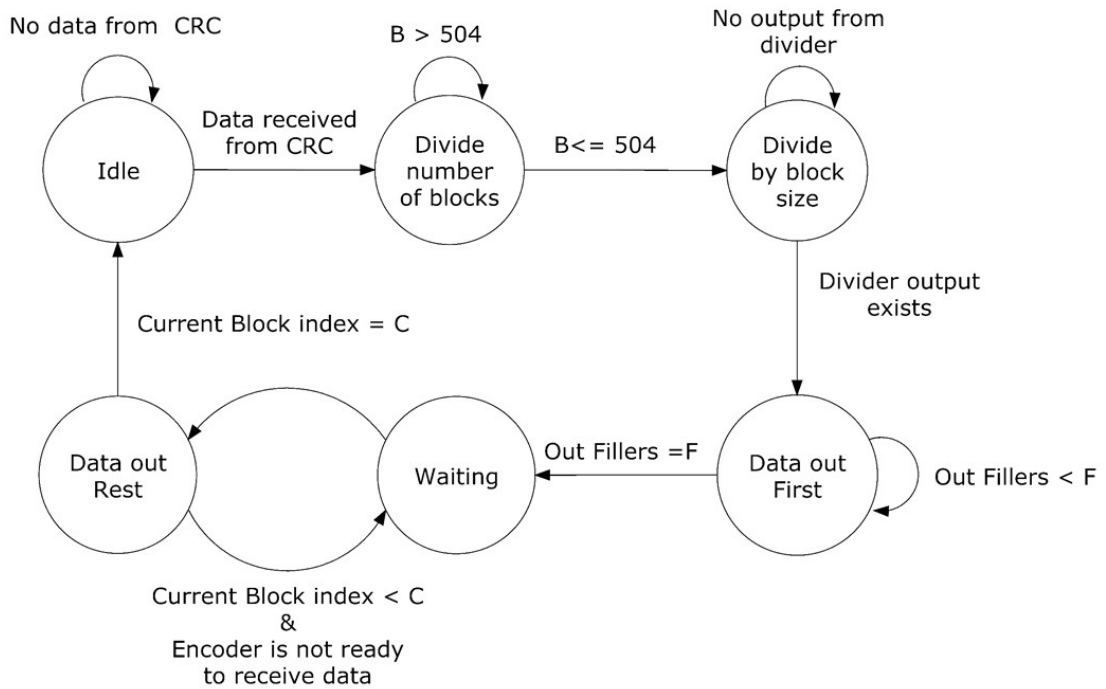 No data from CRC
B > 504
No output from
divider
Data received
from CRC
Idle
Divide
number
of blocks
B<= 504
Divide
by block
size
Divider output
exists
Current Block index = C
Data out
Rest
Waiting
Out Fillers =F
Data out
First
Out Fillers < F
Current Block index < C
&
Encoder is not ready
to receive data